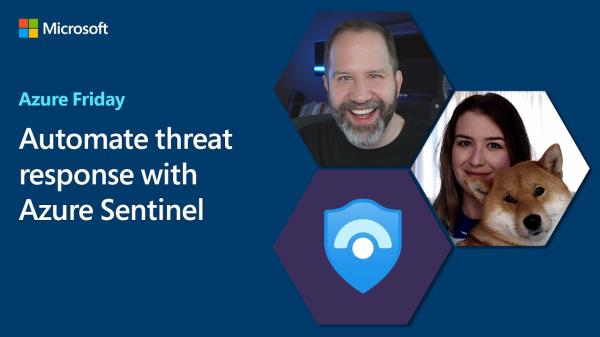 Microsoft
Azure Friday
Automate threat
response with
Azure Sentinel